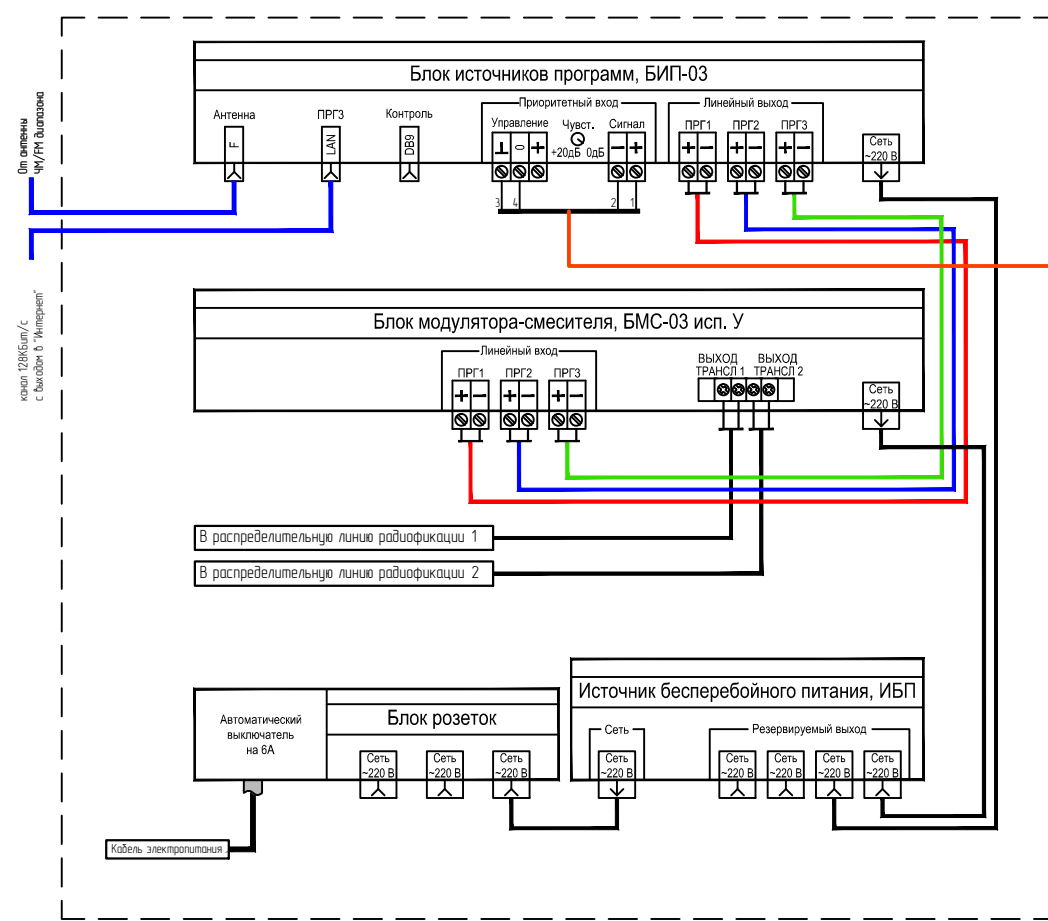 Блок источников программ, БИП-03
Антенна
ПРГ3
Контроль
Приоритетный вход
Линейный выход
Управление
Чувст.
Сигнал
ПРГ1
ПРГ2
ПРГ3
F
LAN
DB9
⊥
0
+
+20дБ 0дБ
−
+
+
−
+
−
+
−
Сеть
~220 В
3
4
2
1
От антенны
ЧМ/FM диапазона
канал 128КБит/с
с выходом в "Интернет"
Блок модулятора-смесителя, БМС-03 исп. У
Линейный вход
ПРГ1
ПРГ2
ПРГ3
+
−
+
−
+
−
ВЫХОД
ТРАНСЛ 1
ВЫХОД
ТРАНСЛ 2
Сеть
~220 В
В распределительную линию радиофикации 1
В распределительную линию радиофикации 2
Автоматический
выключатель
на 6А
Блок розеток
Сеть
~220 В
Сеть
~220 В
Сеть
~220 В
Источник бесперебойного питания, ИБП
Сеть
Резервируемый выход
Сеть
~220 В
Сеть
~220 В
Сеть
~220 В
Сеть
~220 В
Сеть
~220 В
Кабель электропитания